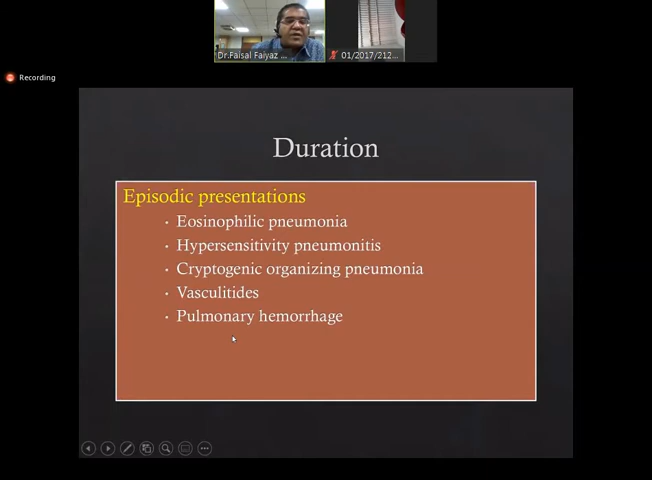 Dr.Faisal Faiyaz ...
01/2017/212...
Recording
Duration
Episodic presentations
• Eosinophilic pneumonia
• Hypersensitivity pneumonitis
• Cryptogenic organizing pneumonia
• Vasculitides
• Pulmonary hemorrhage